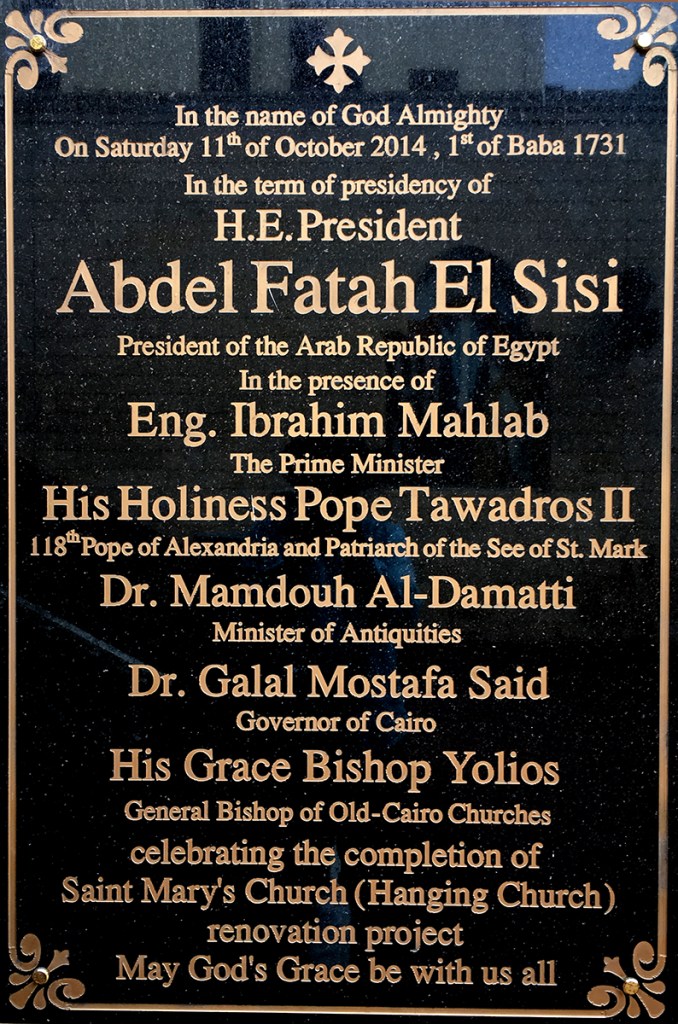 In the name of God Almighty
On Saturday 11th of October 2014 , 1st of Baba 1731
In the term of presidency of
H.E.President
Abdel Fatah El Sisi
President of the Arab Republic of Egypt
In the presence of
Eng. Ibrahim Mahlab
The Prime Minister
His Holiness Pope Tawadros II
118th Pope of Alexandria and Patriarch of the See of St. Mark
Dr. Mamdouh Al-Damatti
Minister of Antiquities
Dr. Galal Mostafa Said
Governor of Cairo
His Grace Bishop Yolios
General Bishop of Old-Cairo Churches
celebrating the completion of
Saint Mary's Church (Hanging Church)
renovation project
May God's Grace be with us all